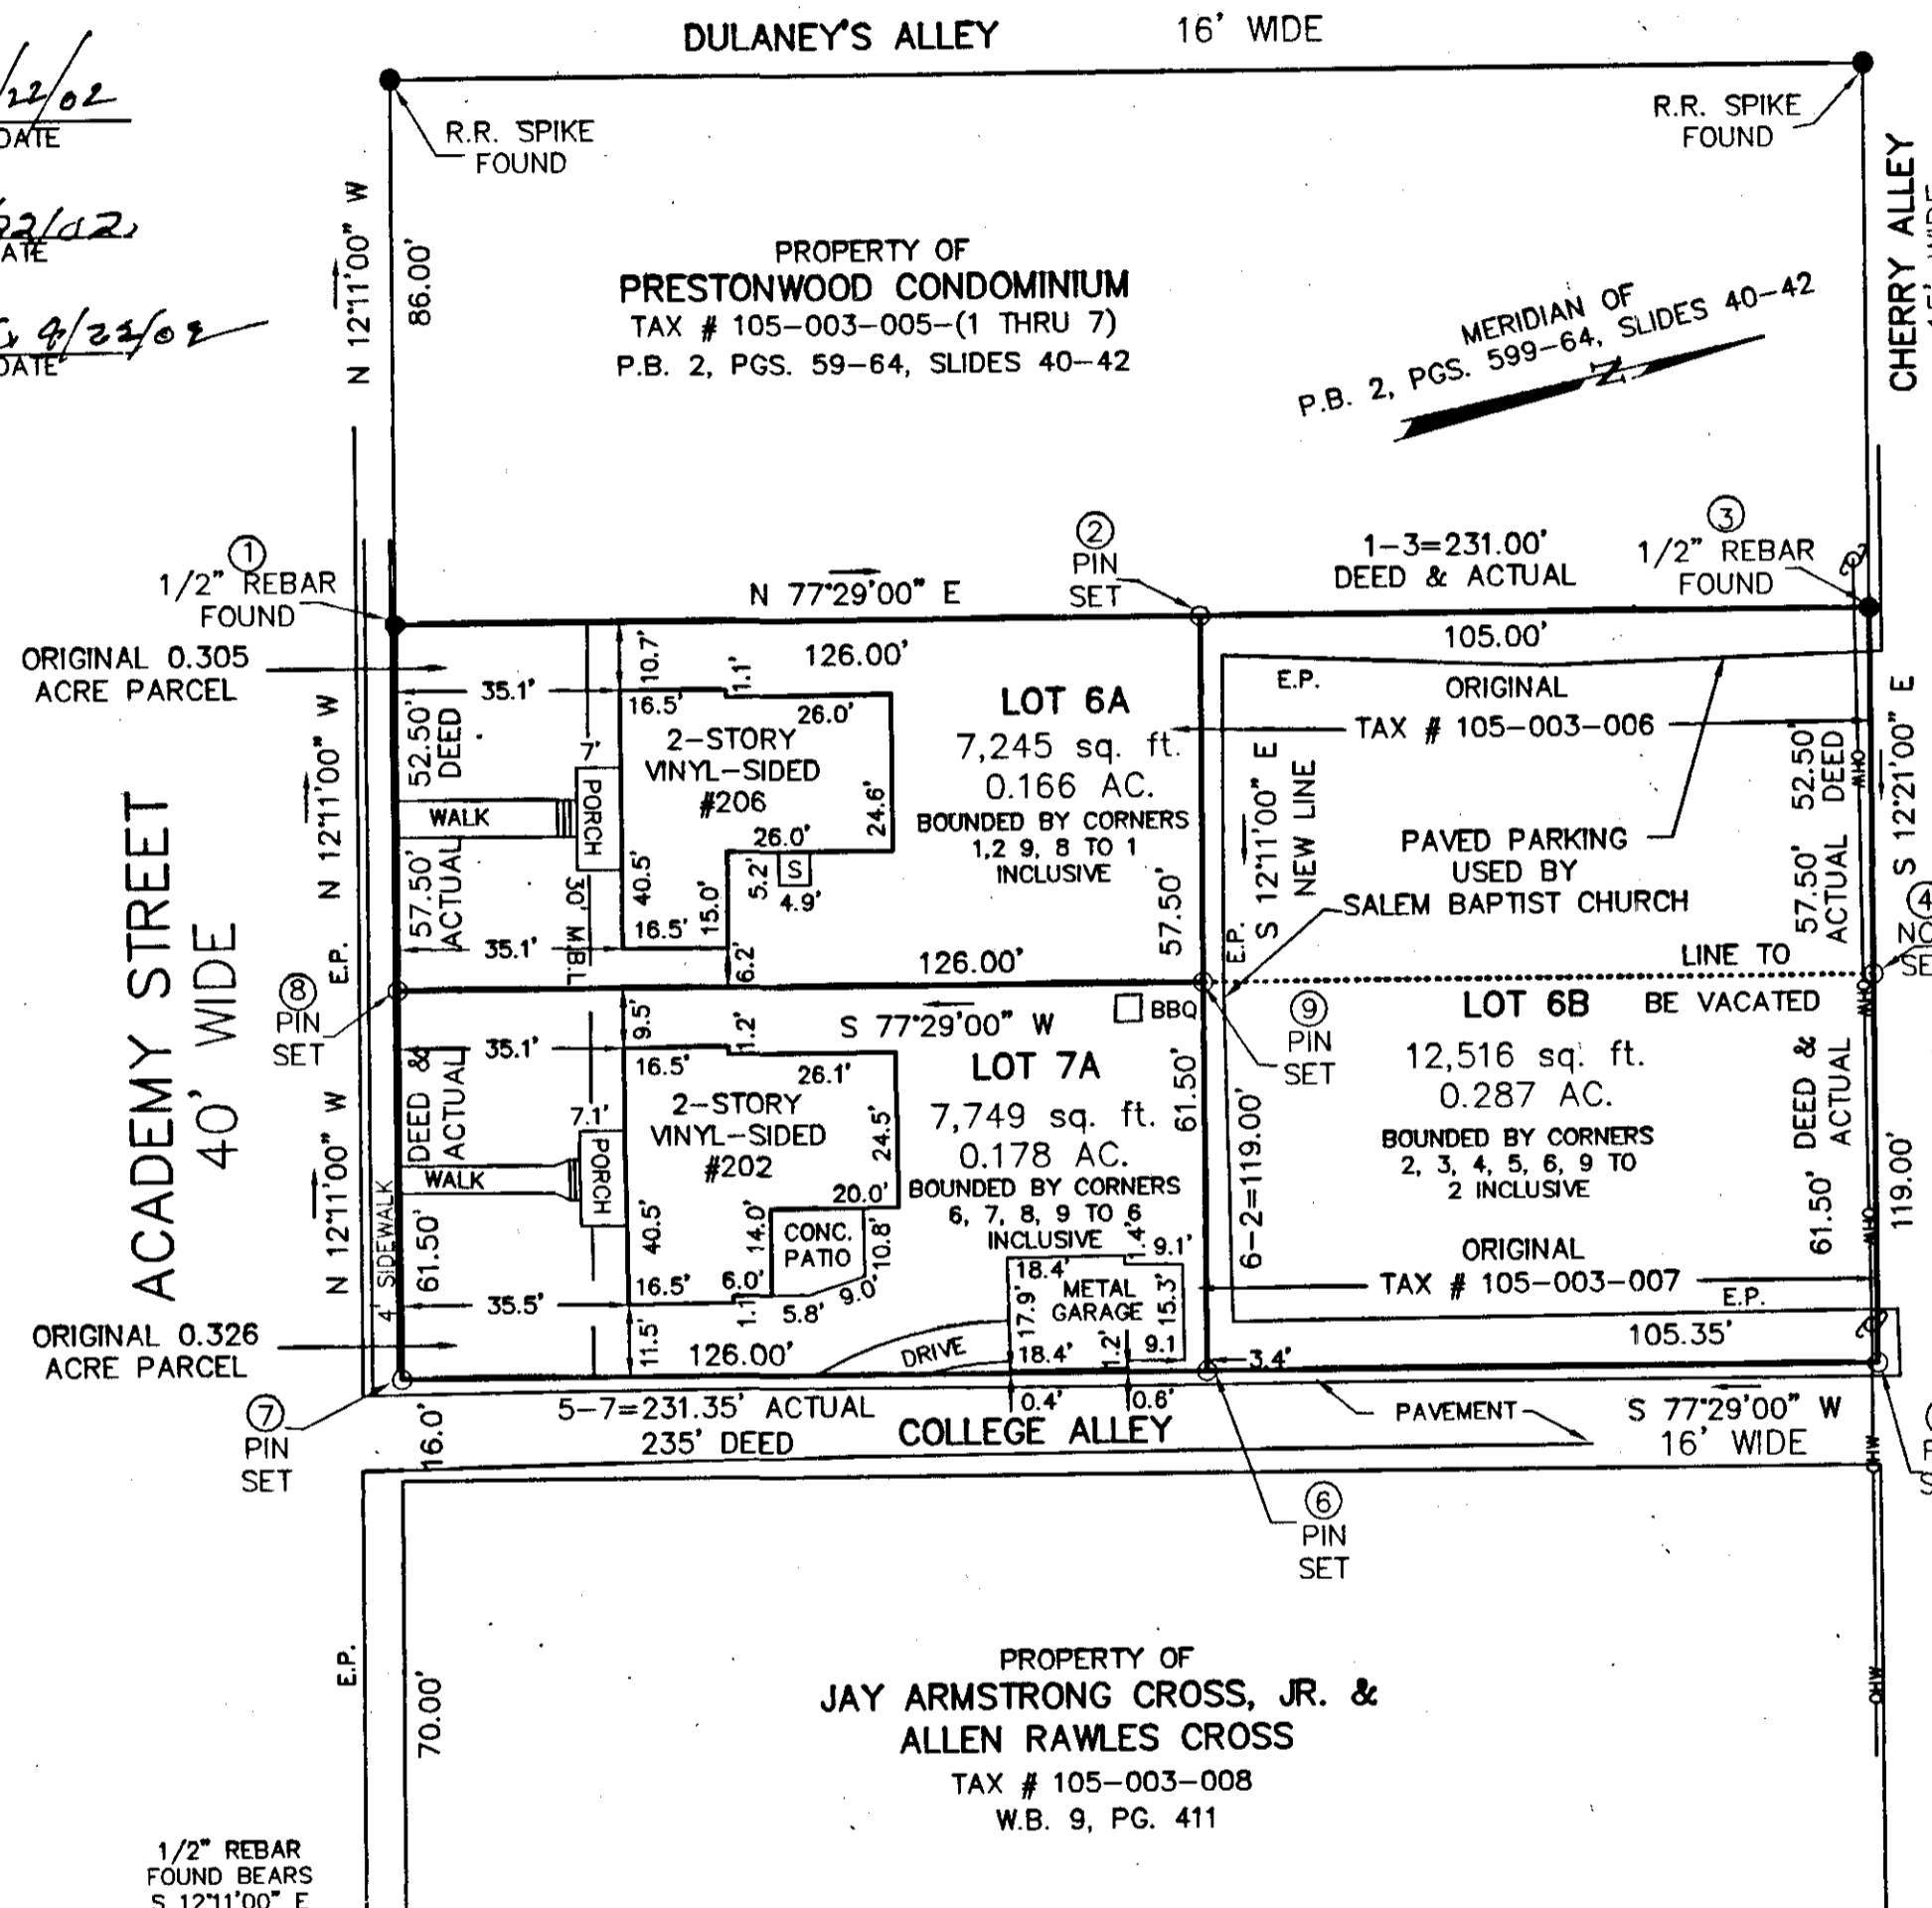 DULANEY'S ALLEY 16' WIDE
/22/02
DATE
R.R. SPIKE
FOUND
R.R. SPIKE
FOUND
CHERRY ALLEY
N 12°11'00" W
86.00'
PROPERTY OF
PRESTONWOOD CONDOMINIUM
TAX # 105-003-005-(1 THRU 7)
P.B. 2, PGS. 59-64, SLIDES 40-42
MERIDIAN OF
P.B. 2, PGS. 599-64, SLIDES 40-42
N
DATE
1
1/2" REBAR
FOUND
N 77°29'00" E
2
PIN
SET
1-3=231.00'
DEED & ACTUAL
3
1/2" REBAR
FOUND
ORIGINAL 0.305
ACRE PARCEL
126.00'
105.00'
35.1'
10.7'
1.1'
16.5'
26.0'
2-STORY
VINYL-SIDED
#206
7'
PORCH
WALK
24.6'
26.0'
5.2'
S
4.9'
40.5'
15.0'
16.5'
35.1'
6.2'
30' M.B.L.
52.50'
DEED
57.50'
ACTUAL
N 12°11'00" W
E.P.
LOT 6A
7,245 sq. ft.
0.166 AC.
BOUNDED BY CORNERS
1,2 9, 8 TO 1
INCLUSIVE
57.50'
126.00'
E.P.
ORIGINAL
TAX # 105-003-006
S 12°11'00" E
NEW LINE
E.P.
PAVED PARKING
USED BY
SALEM BAPTIST CHURCH
52.50'
DEED
57.50'
ACTUAL
OHW
S 12°21'00" E
4
LINE TO
BE VACATED
ACADEMY STREET
40' WIDE
8
PIN
SET
S 77°29'00" W
BBQ
9
PIN
SET
9.5'
1.2'
35.1'
16.5'
26.1'
2-STORY
VINYL-SIDED
#202
7.1'
PORCH
WALK
24.5'
20.0'
CONC.
PATIO
10.8'
14.0'
40.5'
16.5'
6.0'
1.1'
5.8'
9.0'
35.5'
11.5'
DEED &
ACTUAL
61.50'
4' SIDEWALK
N 12°11'00" W
LOT 7A
7,749 sq. ft.
0.178 AC.
BOUNDED BY CORNERS
6, 7, 8, 9 TO 6
INCLUSIVE
61.50'
1.4'
9.1'
18.4'
METAL
GARAGE
17.9'
15.3'
18.4'
1.2'
9.1
DRIVE
3.4'
6-2=119.00'
LOT 6B
12,516 sq. ft.
0.287 AC.
BOUNDED BY CORNERS
2, 3, 4, 5, 6, 9 TO
2 INCLUSIVE
DEED &
ACTUAL
61.50'
OHW
OHW
119.00'
ORIGINAL
TAX # 105-003-007
E.P.
105.35'
ORIGINAL 0.326
ACRE PARCEL
126.00'
7
PIN
SET
16.0'
5-7=231.35' ACTUAL
235' DEED
COLLEGE ALLEY
0.4'
0.6'
PAVEMENT
S 77°29'00" W
16' WIDE
OHW
6
PIN
SET
E.P.
70.00'
PROPERTY OF
JAY ARMSTRONG CROSS, JR. &
ALLEN RAWLES CROSS
TAX # 105-003-008
W.B. 9, PG. 411
OHW
1/2" REBAR
FOUND BEARS
S 12°11'00" E